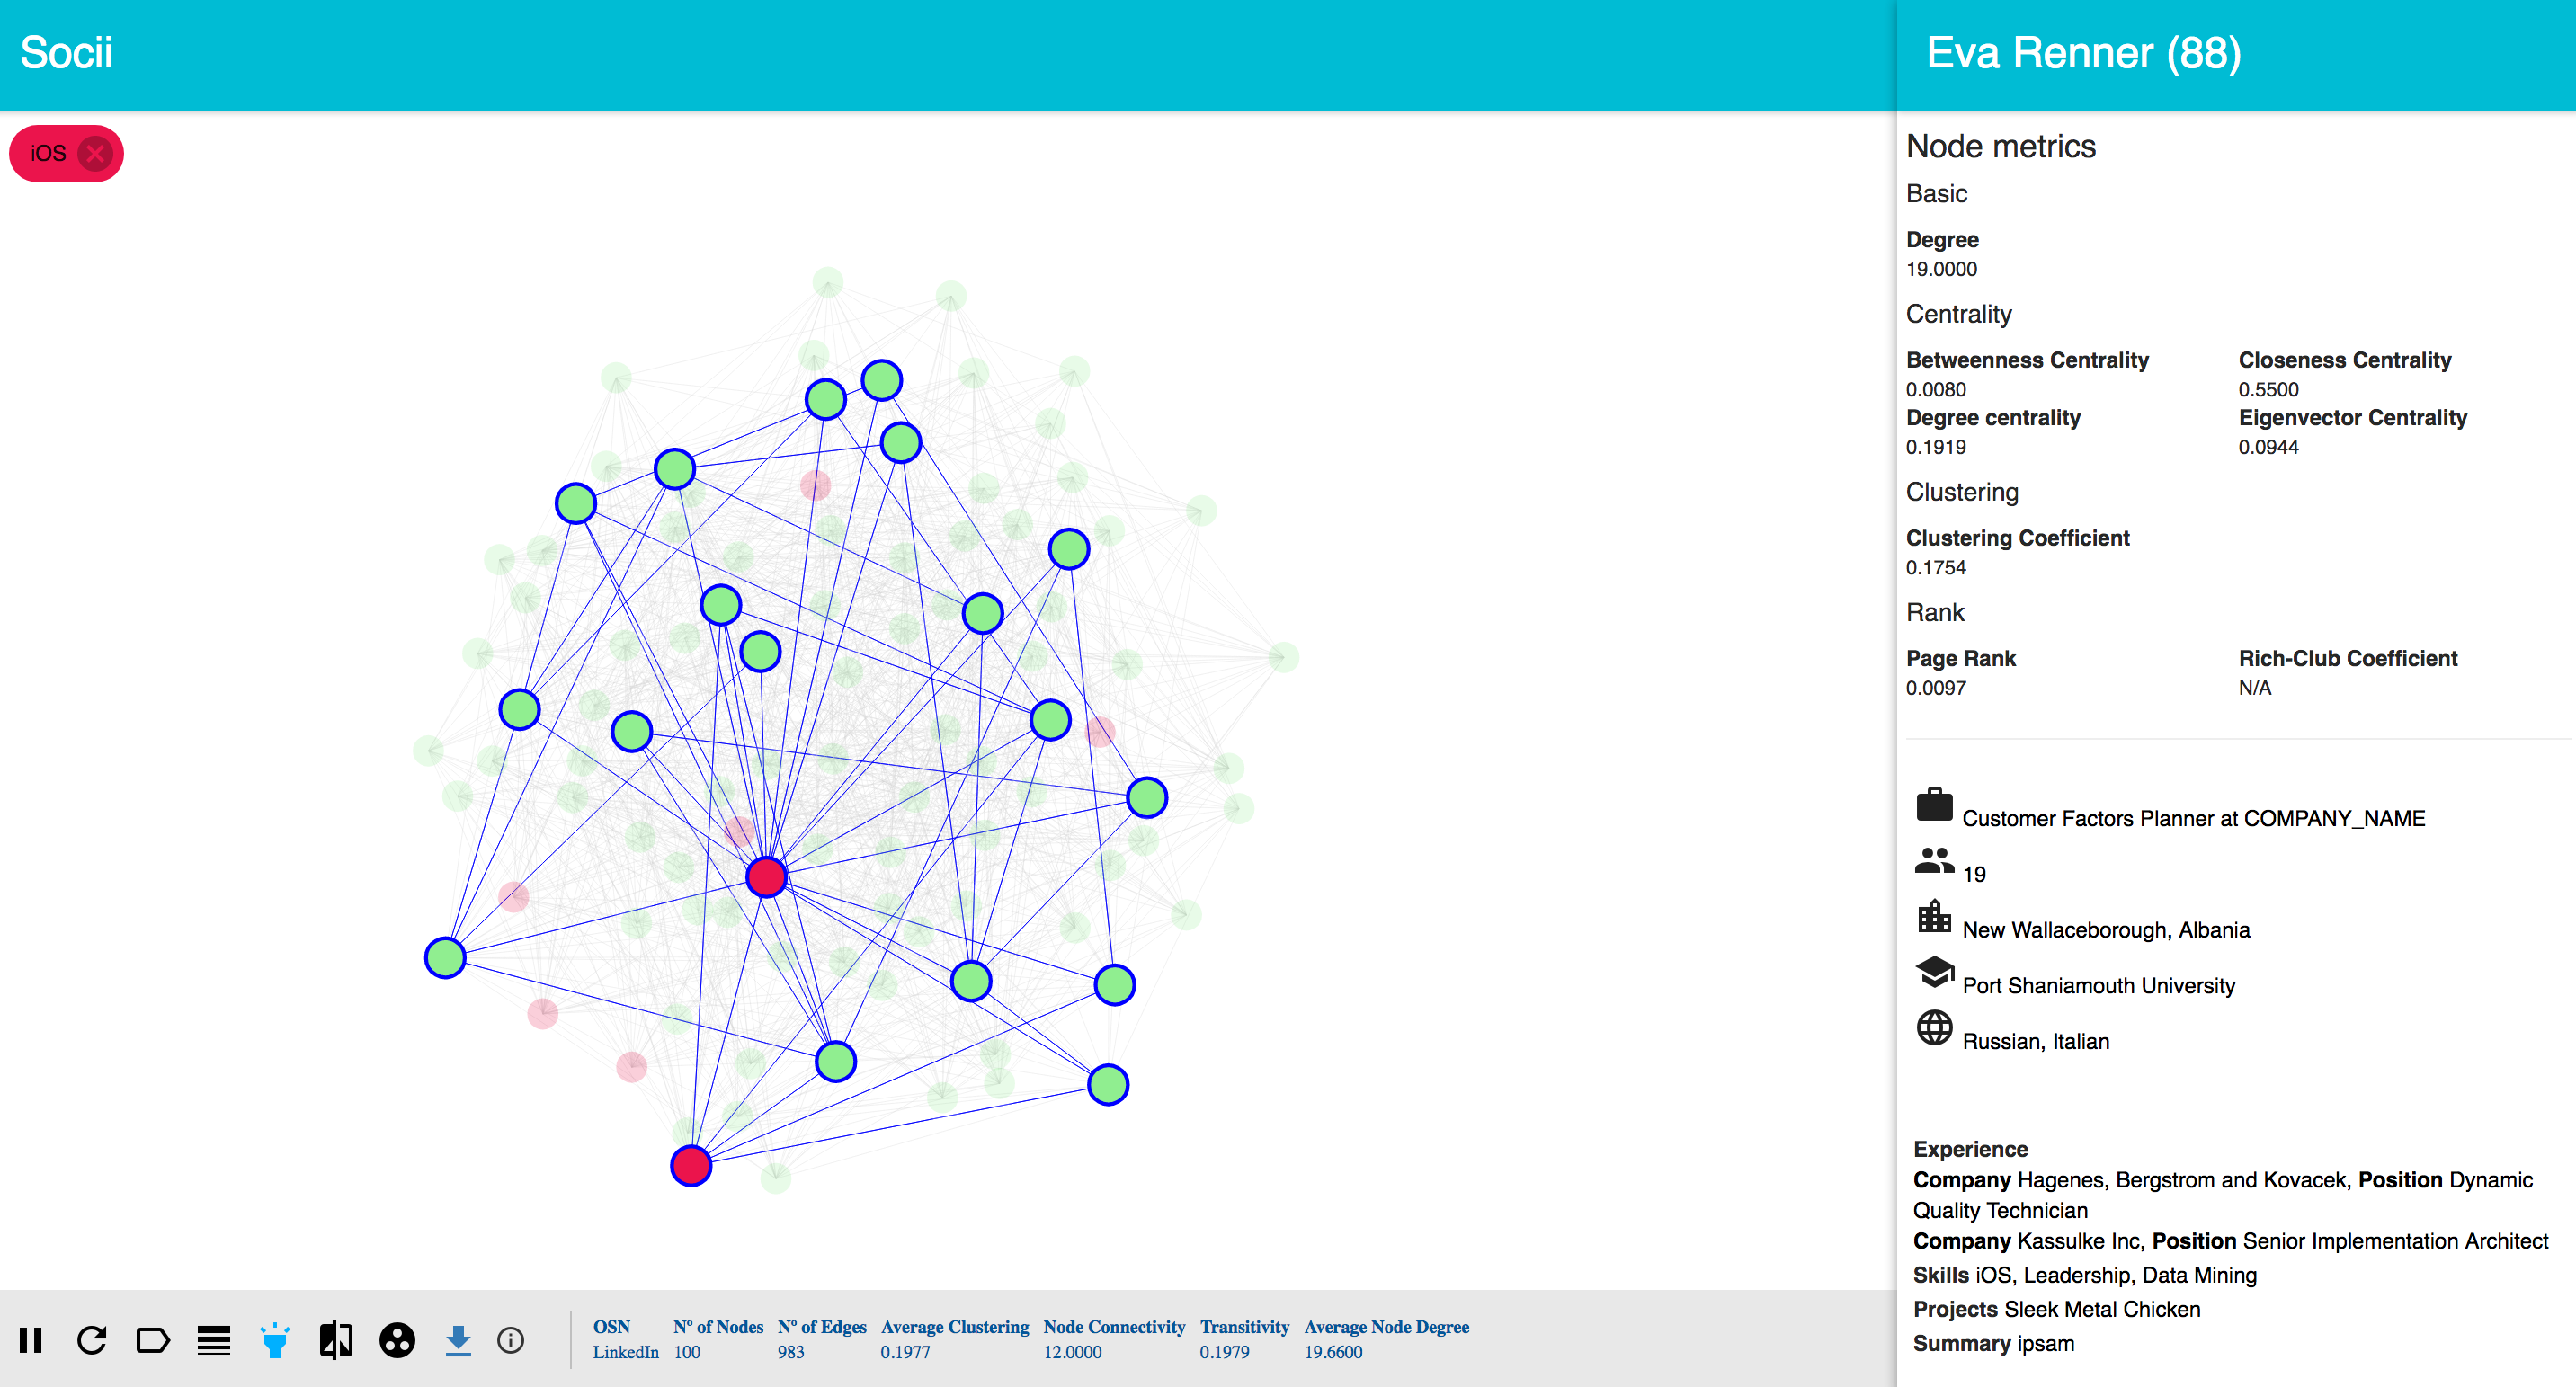 Socii
Eva Renner (88)
iOS
Node metrics
Basic
Degree
19.0000
Centrality
Betweenness Centrality Closeness Centrality
0.0080 0.5500
Degree centrality Eigenvector Centrality
0.1919 0.0944
Clustering
Clustering Coefficient
0.1754
Rank
Page Rank Rich-Club Coefficient
0.0097 N/A
Customer Factors Planner at COMPANY_NAME
19
New Wallaceborough, Albania
Port Shaniamouth University
Russian, Italian
Experience
Company Hagenes, Bergstrom and Kovacek, Position Dynamic
Quality Technician
Company Kassulke Inc, Position Senior Implementation Architect
Skills iOS, Leadership, Data Mining
Projects Sleek Metal Chicken
Summary ipsam
OSN Nº of Nodes Nº of Edges Average Clustering Node Connectivity Transitivity Average Node Degree
LinkedIn 100 983 0.1977 12.0000 0.1979 19.6600